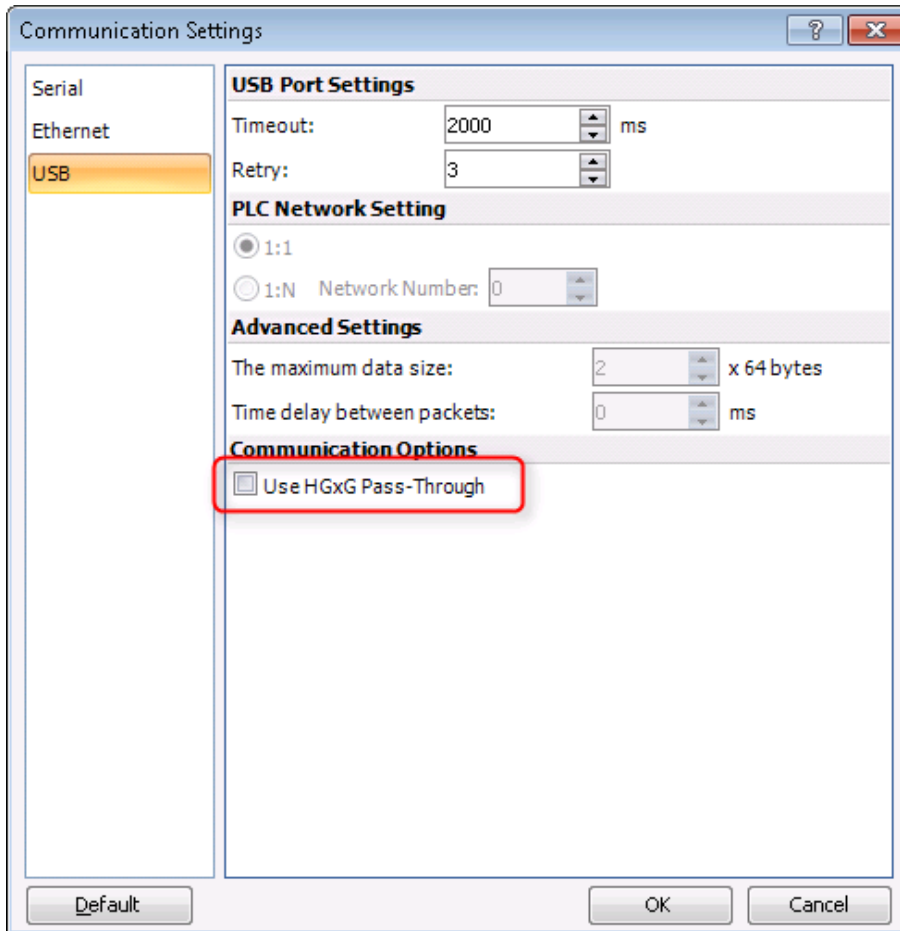 Communication Settings
?
Serial
Ethernet
USB
USB Port Settings
Timeout: 2000 ms
Retry: 3
PLC Network Setting
1:1
1:N Network Number: 0
Advanced Settings
The maximum data size: 2 x 64 bytes
Time delay between packets: 0 ms
Communication Options
Use HGxG Pass-Through
Default OK Cancel